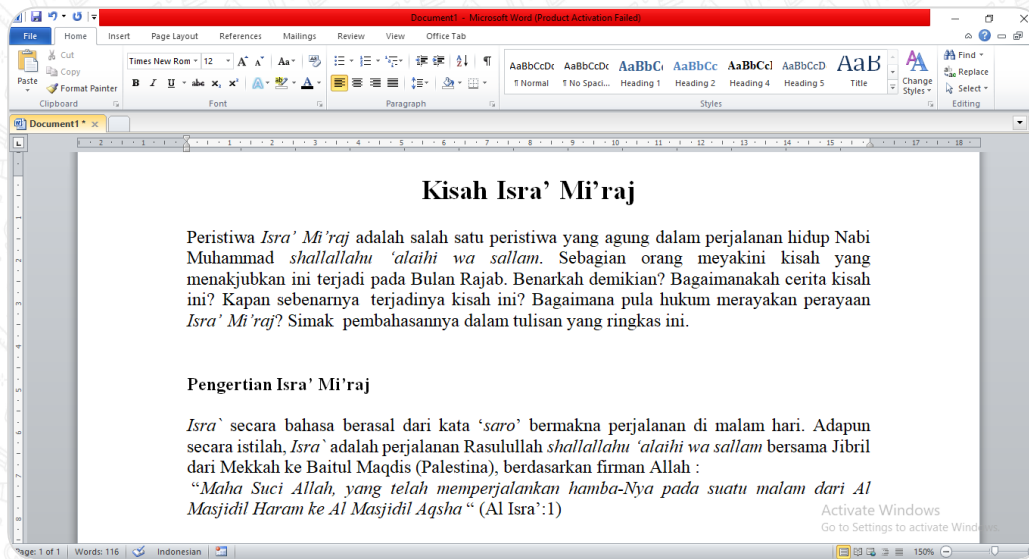 Document1 - Microsoft Word (Product Activation Failed)
File Home Insert Page Layout References Mailings Review View Office Tab
Cut
Copy
Format Painter
Paste
Clipboard
Times New Rom 12
Font
Paragraph
AaBbCcDc AaBbCcDc AaBbC AaBbCc AaBbCcI AaBbCcD AaB
¶ Normal ¶ No Spaci... Heading 1 Heading 2 Heading 4 Heading 5 Title
Change Styles
Styles
Find
Replace
Select
Editing
Document1 *
Kisah Isra’ Mi’raj
Peristiwa Isra’ Mi’raj adalah salah satu peristiwa yang agung dalam perjalanan hidup Nabi
Muhammad shallallahu ‘alaihi wa sallam. Sebagian orang meyakini kisah yang
menakjubkan ini terjadi pada Bulan Rajab. Benarkah demikian? Bagaimanakah cerita kisah
ini? Kapan sebenarnya terjadinya kisah ini? Bagaimana pula hukum merayakan perayaan
Isra’ Mi’raj? Simak pembahasannya dalam tulisan yang ringkas ini.
Pengertian Isra’ Mi’raj
Isra` secara bahasa berasal dari kata ‘saro’ bermakna perjalanan di malam hari. Adapun
secara istilah, Isra` adalah perjalanan Rasulullah shallallahu ‘alaihi wa sallam bersama Jibril
dari Mekkah ke Baitul Maqdis (Palestina), berdasarkan firman Allah :
“Maha Suci Allah, yang telah memperjalankan hamba-Nya pada suatu malam dari Al
Masjidil Haram ke Al Masjidil Aqsha “ (Al Isra’:1)
Activate Windows
Go to Settings to activate Windows.
Page: 1 of 1 Words: 116 Indonesian 150%